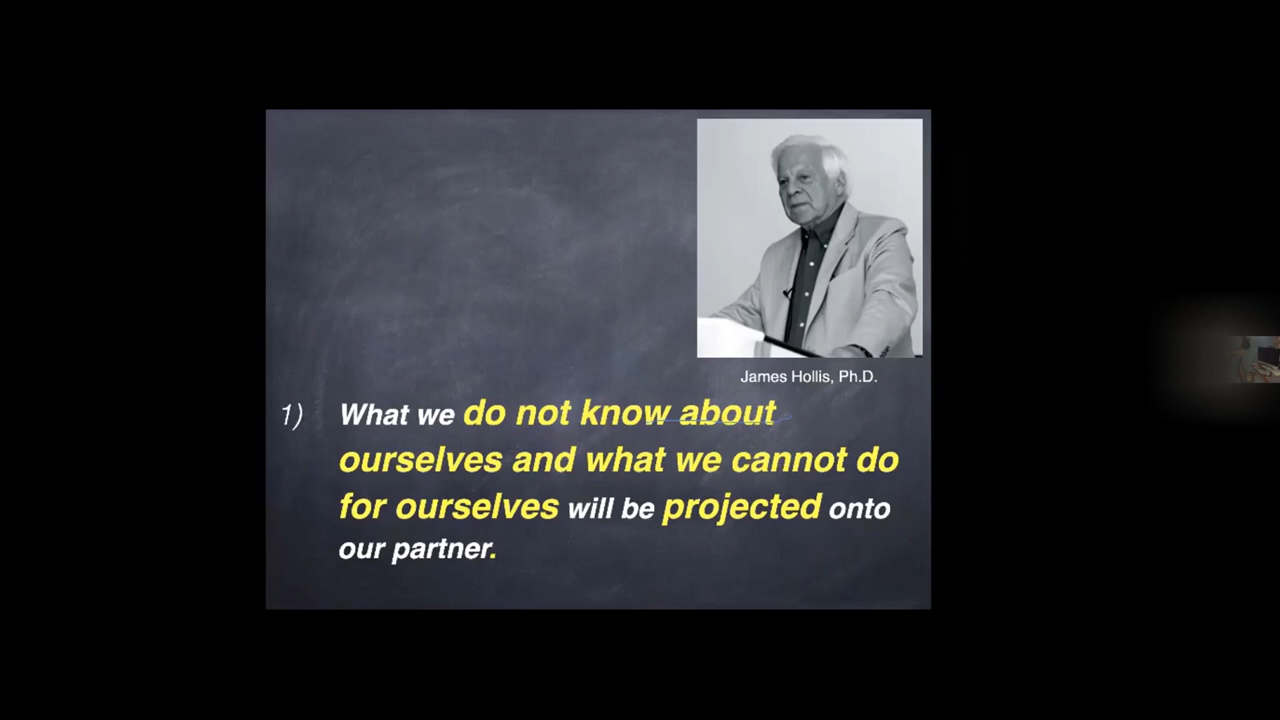 James Hollis, Ph.D.
1) What we do not know about
ourselves and what we cannot do
for ourselves will be projected onto
our partner.